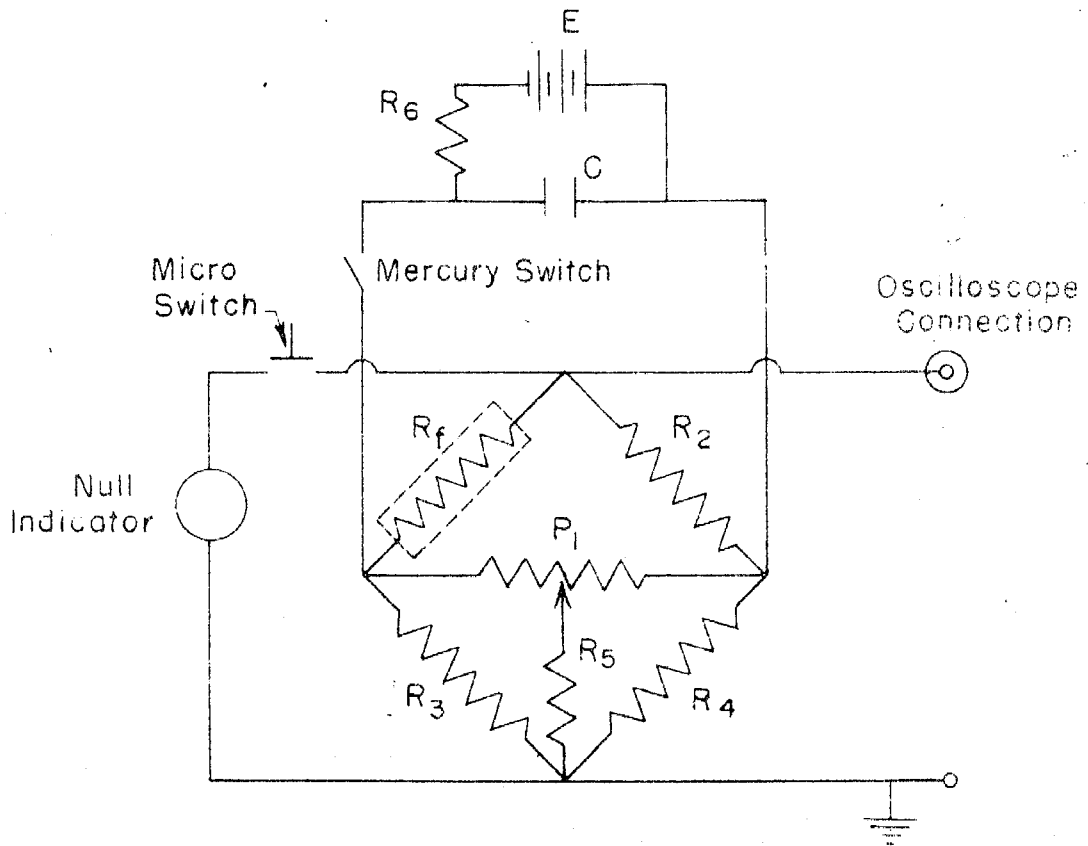 E
R6
C
Mercury Switch
Micro
Switch
Oscilloscope
Connection
Rf
R2
Null
Indicator
P1
R5
R3
R4